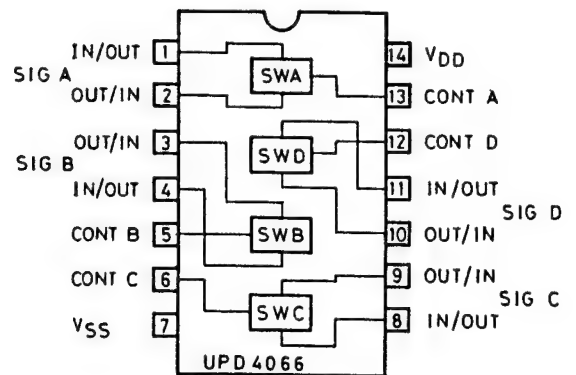 IN/OUT 1
SIG A
OUT/IN 2
OUT/IN 3
SIG B
IN/OUT 4
CONT B 5
CONT C 6
VSS 7
SWA
SWD
SWB
SWC
14 VDD
13 CONT A
12 CONT D
11 IN/OUT
SIG D
10 OUT/IN
9 OUT/IN
SIG C
8 IN/OUT
UPD4066